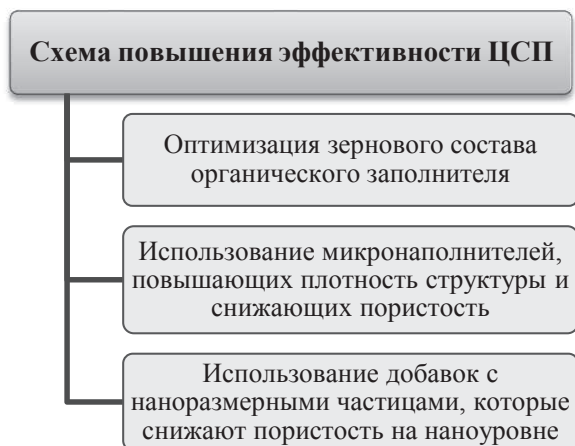 Схема повышения эффективности ЦСП
Оптимизация зернового состава
органического заполнителя
Использование микронаполнителей,
повышающих плотность структуры и
снижающих пористость
Использование добавок с
наноразмерными частицами, которые
снижают пористость на наноуровне